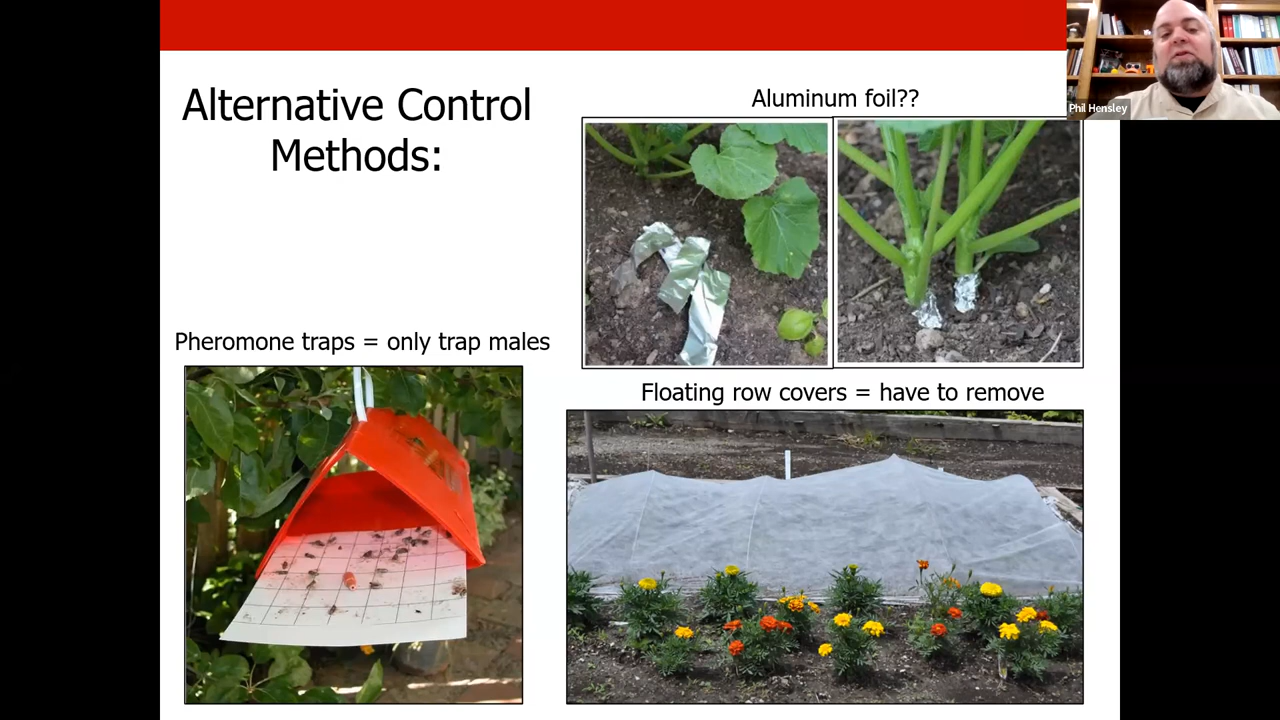 Alternative Control
Methods:
Aluminum foil??
Phil Hensley
Pheromone traps = only trap males
Floating row covers = have to remove